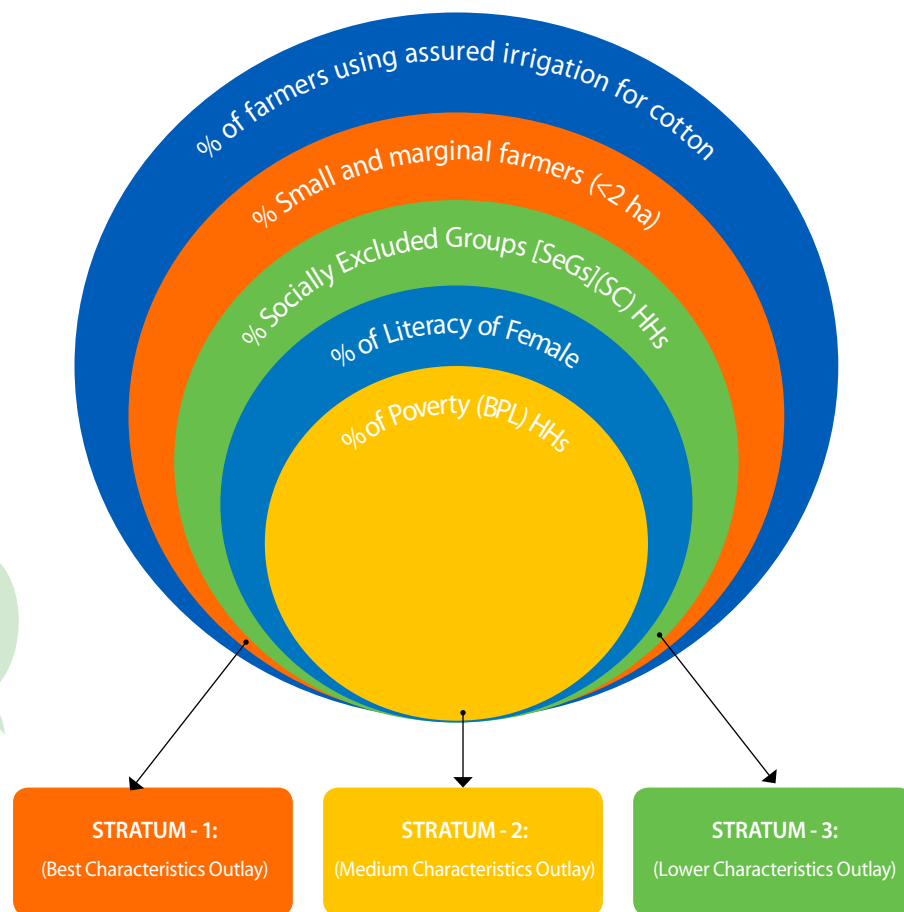 % of farmers using assured irrigation for cotton
% Small and marginal farmers (<2 ha)
% Socially Excluded Groups [SeGs](SC) HHs
% of Literacy of Female
% of Poverty (BPL) HHs
STRATUM - 1:
(Best Characteristics Outlay)
STRATUM - 2:
(Medium Characteristics Outlay)
STRATUM - 3:
(Lower Characteristics Outlay)